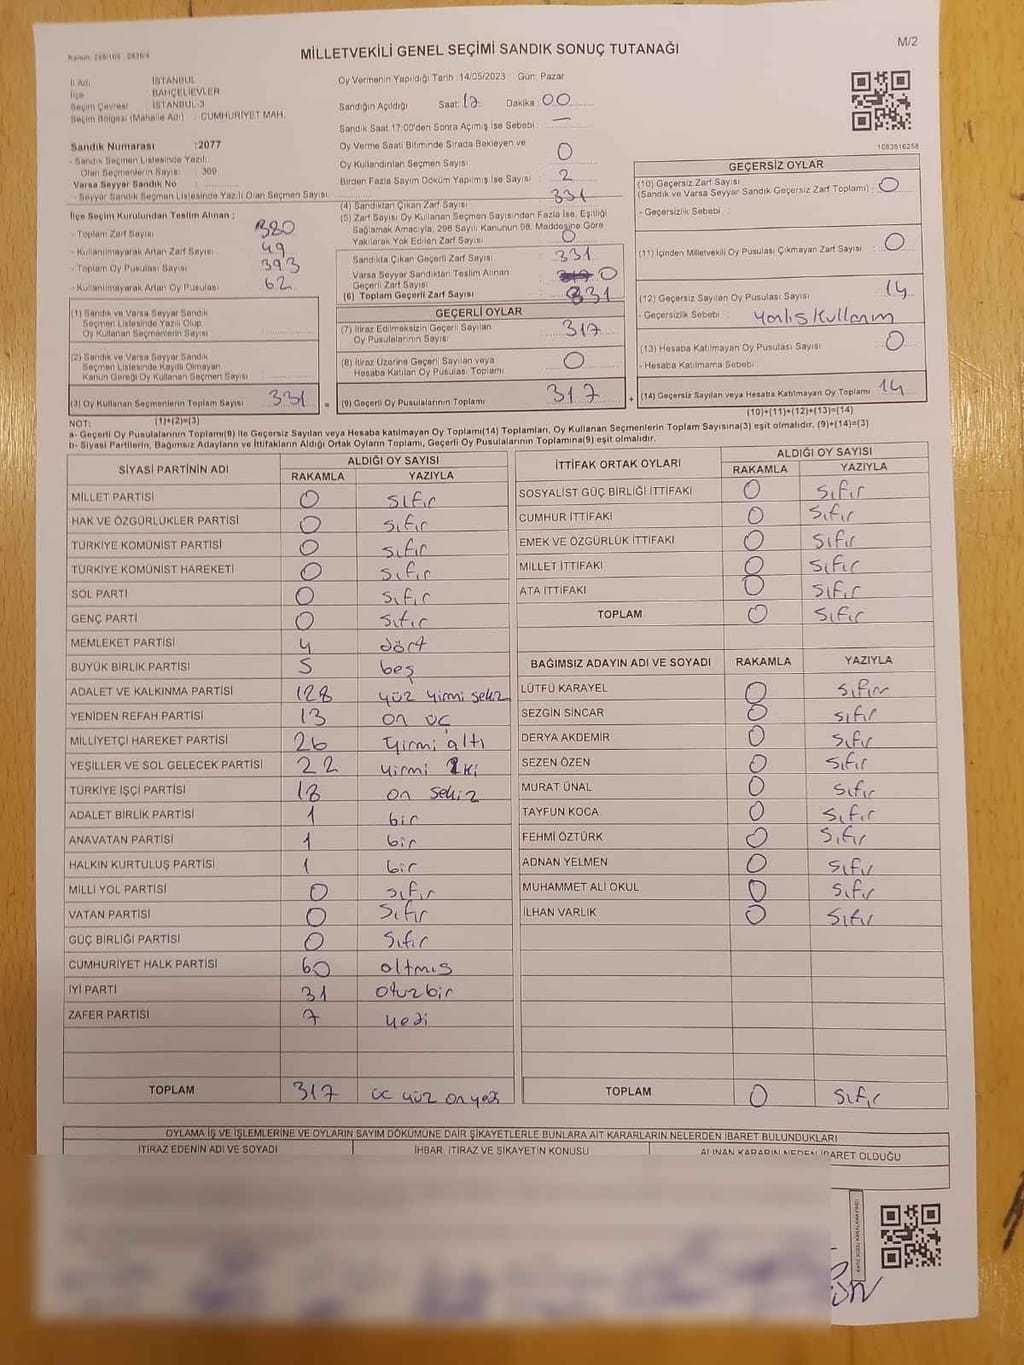 Kanun: 298/105 - 2839/4
MİLLETVEKİLİ GENEL SEÇİMİ SANDIK SONUÇ TUTANAĞI
M/2
İl Adı : İSTANBUL
İlçe : BAHÇELİEVLER
Seçim Çevresi : İSTANBUL-3
Seçim Bölgesi (Mahalle Adı) : CUMHURİYET MAH.
Sandık Numarası :2077
- Sandık Seçmen Listesinde Yazılı
Olan Seçmenlerin Sayısı : 369
Varsa Seyyar Sandık No :
- Seyyar Sandık Seçmen Listesinde Yazılı Olan Seçmen Sayısı :
İlçe Seçim Kurulundan Teslim Alınan ;
- Toplam Zarf Sayısı : 380
- Kullanılmayarak Artan Zarf Sayısı : 49
- Toplam Oy Pusulası Sayısı : 393
- Kullanılmayarak Artan Oy Pusulası : 62
(1) Sandık ve Varsa Seyyar Sandık
Seçmen Listesinde Yazılı Olup
Oy Kullanan Seçmenlerin Sayısı
(2) Sandık ve Varsa Seyyar Sandık
Seçmen Listesinde Kayıtlı Olmayan
Kanun Gereği Oy Kullanan Seçmen Sayısı
(3) Oy Kullanan Seçmenlerin Toplam Sayısı 331
(1)+(2)=(3)
Oy Vermenin Yapıldığı Tarih :14/05/2023 Gün: Pazar
Sandığın Açıldığı Saat: 17 Dakika : 00
Sandık Saat 17:00'den Sonra Açılmış İse Sebebi : —
Oy Verme Saati Bitiminde Sırada Bekleyen ve
Oy Kullandırılan Seçmen Sayısı : 0
Birden Fazla Sayım Döküm Yapılmış İse Sayısı : 2
(4) Sandıktan Çıkan Zarf Sayısı : 331
(5) Zarf Sayısı Oy Kullanan Seçmen Sayısından Fazla İse, Eşitliği
Sağlamak Amacıyla, 298 Sayılı Kanunun 98. Maddesine Göre
Yakılarak Yok Edilen Zarf Sayısı : 0
Sandıkta Çıkan Geçerli Zarf Sayısı : 331
Varsa Seyyar Sandıktan Teslim Alınan
Geçerli Zarf Sayısı : 0
(6) Toplam Geçerli Zarf Sayısı : 331
GEÇERLİ OYLAR
(7) İtiraz Edilmeksizin Geçerli Sayılan
Oy Pusulalarının Sayısı : 317
(8) İtiraz Üzerine Geçerli Sayılan veya
Hesaba Katılan Oy Pusulası Toplamı : 0
= (9) Geçerli Oy Pusulalarının Toplamı : 317
1083616258
GEÇERSİZ OYLAR
(10) Geçersiz Zarf Sayısı
(Sandık ve Varsa Seyyar Sandık Geçersiz Zarf Toplamı) : 0
- Geçersizlik Sebebi :
(11) İçinden Milletvekili Oy Pusulası Çıkmayan Zarf Sayısı : 0
(12) Geçersiz Sayılan Oy Pusulası Sayısı : 14
- Geçersizlik Sebebi : Yanlış Kullanım
(13) Hesaba Katılmayan Oy Pusulası Sayısı : 0
- Hesaba Katılmama Sebebi :
+ (14) Geçersiz Sayılan veya Hesaba Katılmayan Oy Toplamı 14
(10)+(11)+(12)+(13)=(14)
NOT:
a- Geçerli Oy Pusulalarının Toplamı(9) ile Geçersiz Sayılan veya Hesaba katılmayan Oy Toplamı(14) Toplamları, Oy Kullanan Seçmenlerin Toplam Sayısına(3) eşit olmalıdır. (9)+(14)=(3)
b- Siyasi Partilerin, Bağımsız Adayların ve İttifakların Aldığı Ortak Oyların Toplamı, Geçerli Oy Pusulalarının Toplamına(9) eşit olmalıdır.
SİYASİ PARTİNİN ADI ALDIĞI OY SAYISI
RAKAMLA YAZIYLA
MİLLET PARTİSİ 0 sıfır
HAK VE ÖZGÜRLÜKLER PARTİSİ 0 sıfır
TÜRKİYE KOMÜNİST PARTİSİ 0 sıfır
TÜRKİYE KOMÜNİST HAREKETİ 0 sıfır
SOL PARTİ 0 sıfır
GENÇ PARTİ 0 sıfır
MEMLEKET PARTİSİ 4 dört
BÜYÜK BİRLİK PARTİSİ 5 beş
ADALET VE KALKINMA PARTİSİ 128 yüz yirmi sekiz
YENİDEN REFAH PARTİSİ 13 on üç
MİLLİYETÇİ HAREKET PARTİSİ 26 Yirmi altı
YEŞİLLER VE SOL GELECEK PARTİSİ 22 yirmi iki
TÜRKİYE İŞÇİ PARTİSİ 18 on sekiz
ADALET BİRLİK PARTİSİ 1 bir
ANAVATAN PARTİSİ 1 bir
HALKIN KURTULUŞ PARTİSİ 1 bir
MİLLİ YOL PARTİSİ 0 sıfır
VATAN PARTİSİ 0 Sıfır
GÜÇ BİRLİĞİ PARTİSİ 0 Sıfır
CUMHURİYET HALK PARTİSİ 60 altmış
İYİ PARTİ 31 otuzbir
ZAFER PARTİSİ 7 yedi
TOPLAM 317 üç yüz on yedi
İTTİFAK ORTAK OYLARI ALDIĞI OY SAYISI
RAKAMLA YAZIYLA
SOSYALİST GÜÇ BİRLİĞİ İTTİFAKI 0 sıfır
CUMHUR İTTİFAKI 0 sıfır
EMEK VE ÖZGÜRLÜK İTTİFAKI 0 sıfır
MİLLET İTTİFAKI 0 sıfır
ATA İTTİFAKI 0 sıfır
TOPLAM 0 sıfır
BAĞIMSIZ ADAYIN ADI VE SOYADI RAKAMLA YAZIYLA
LÜTFÜ KARAYEL 0 sıfır
SEZGİN SİNCAR 0 sıfır
DERYA AKDEMİR 0 sıfır
SEZEN ÖZEN 0 sıfır
MURAT ÜNAL 0 sıfır
TAYFUN KOCA 0 sıfır
FEHMİ ÖZTÜRK 0 sıfır
ADNAN YELMEN 0 sıfır
MUHAMMET ALİ OKUL 0 sıfır
İLHAN VARLIK 0 sıfır
TOPLAM 0 sıfır
OYLAMA İŞ VE İŞLEMLERİNE VE OYLARIN SAYIM DÖKÜMÜNE DAİR ŞİKAYETLERLE BUNLARA AİT KARARLARIN NELERDEN İBARET BULUNDUKLARI
İTİRAZ EDENİN ADI VE SOYADI İHBAR, İTİRAZ VE ŞİKAYETİN KONUSU ALINAN KARARIN NEDEN İBARET OLDUĞU